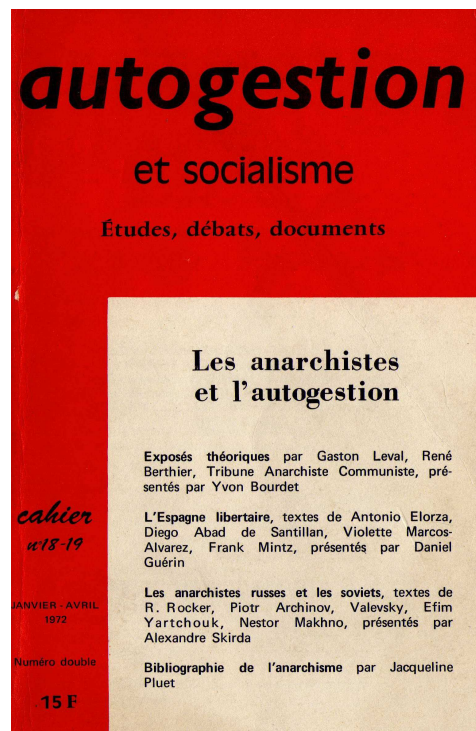 autogestion
et socialisme
Études, débats, documents
Les anarchistes
et l'autogestion
Exposés théoriques par Gaston Leval, René
Berthier, Tribune Anarchiste Communiste, pré-
sentés par Yvon Bourdet
L'Espagne libertaire, textes de Antonio Elorza,
Diego Abad de Santillan, Violette Marcos-
Alvarez, Frank Mintz, présentés par Daniel
Guérin
Les anarchistes russes et les soviets, textes de
R. Rocker, Piotr Archinov, Valevsky, Efim
Yartchouk, Nestor Makhno, présentés par
Alexandre Skirda
Bibliographie de l'anarchisme par Jacqueline
Pluet
cahier
n°18-19
JANVIER - AVRIL
1972
Numéro double
15 F